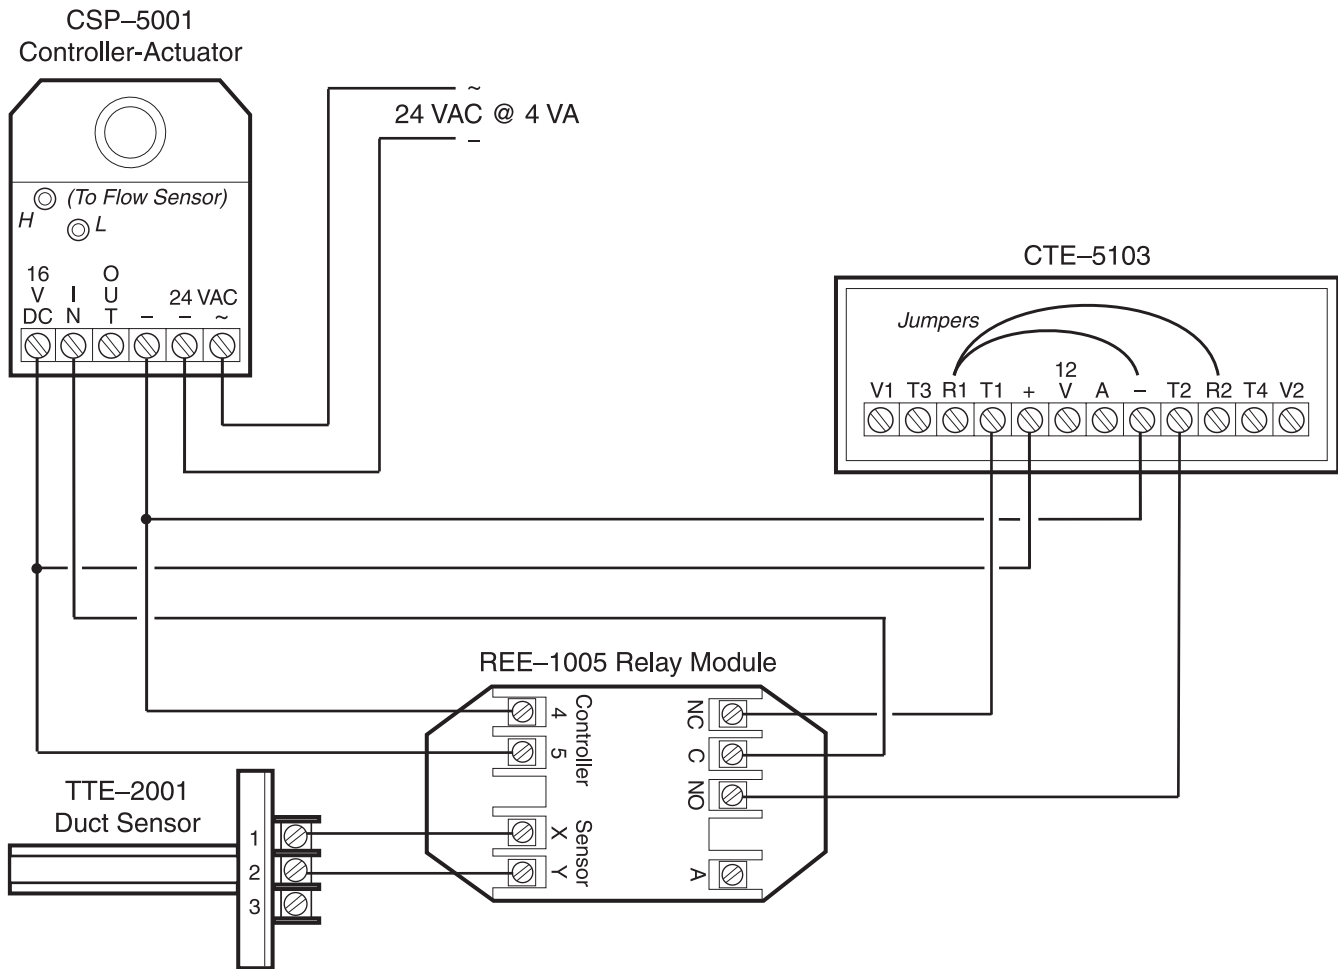 CSP–5001
Controller-Actuator
~
24 VAC @ 4 VA
–
(To Flow Sensor)
H
L
16 V DC
IN
OUT
–
24 VAC
– ~
CTE–5103
Jumpers
V1 T3 R1 T1 + 12 V A – T2 R2 T4 V2
REE–1005 Relay Module
4
5
Controller
X
Y
Sensor
NC
C
NO
A
TTE–2001
Duct Sensor
1
2
3